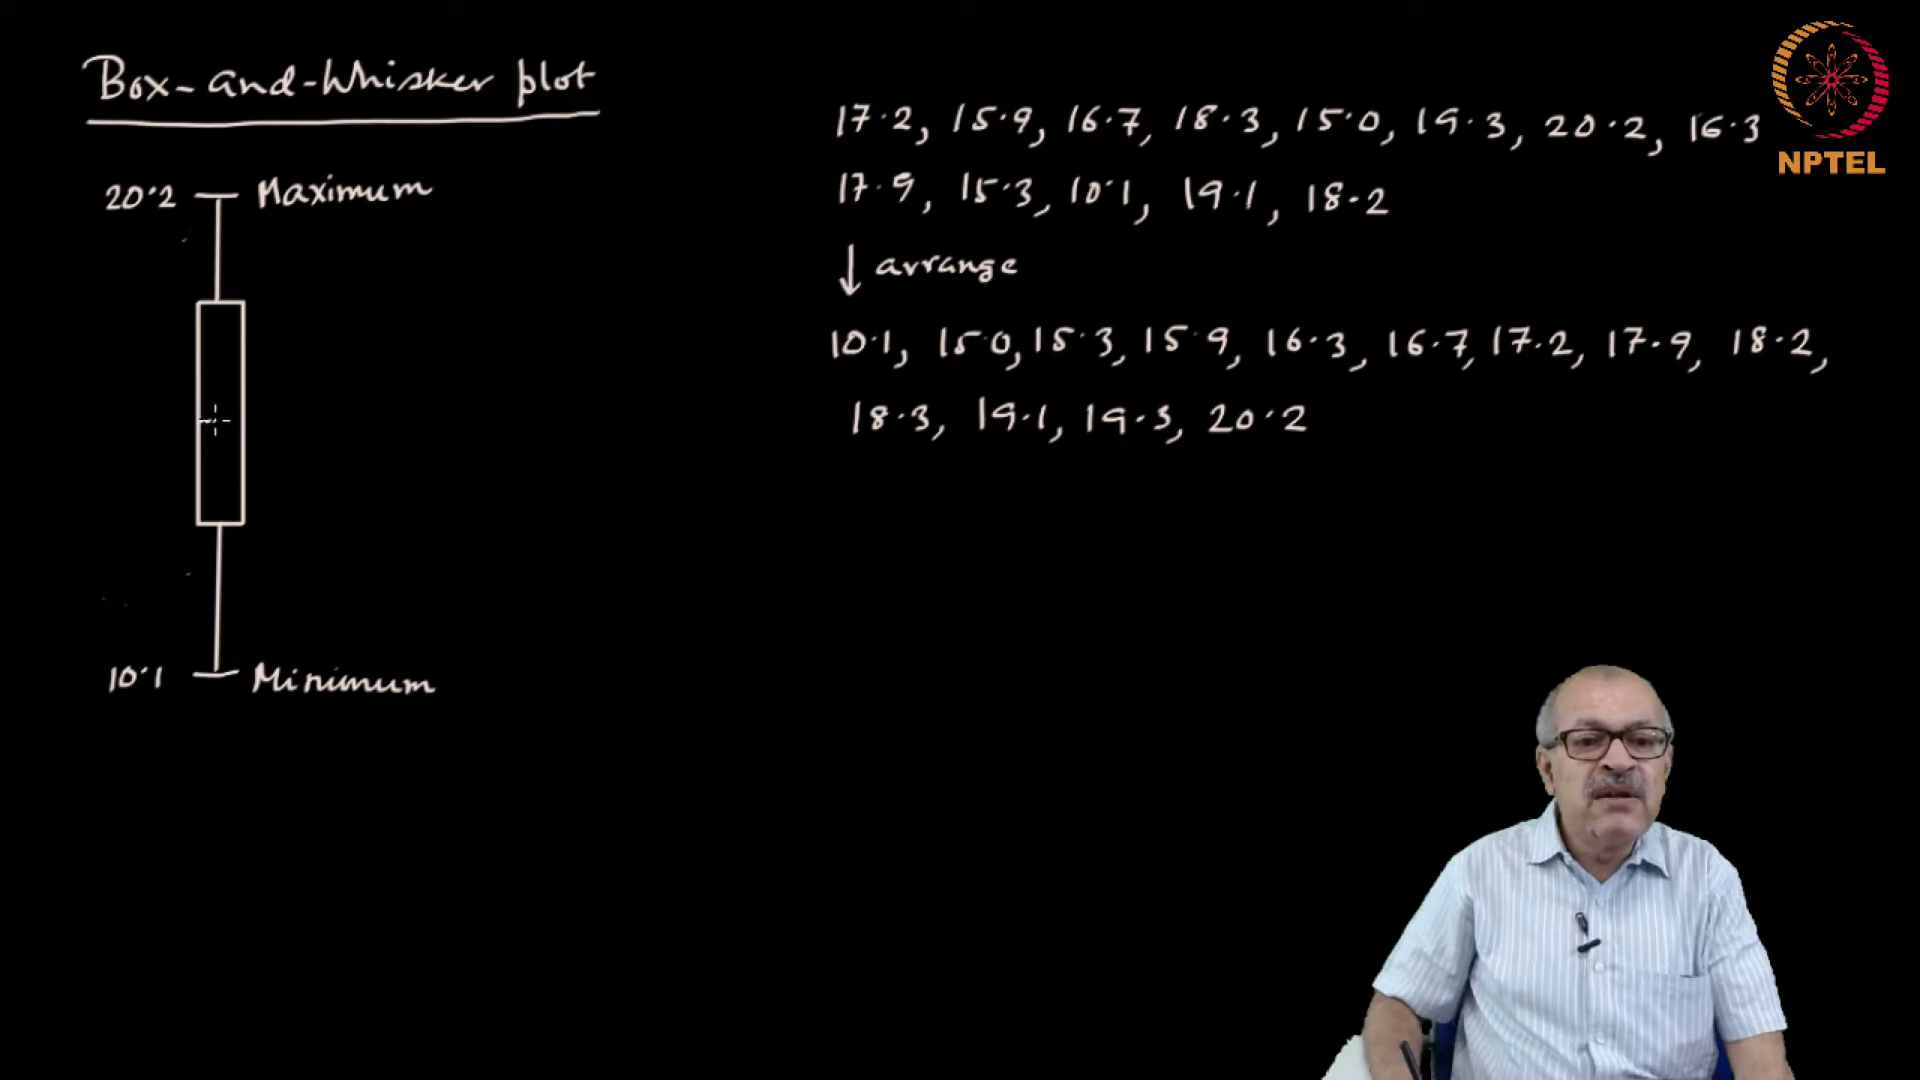 Box-and-Whisker plot
17.2, 15.9, 16.7, 18.3, 15.0, 19.3, 20.2, 16.3
NPTEL
17.9, 15.3, 10.1, 19.1, 18.2
20.2 Maximum
↓ arrange
10.1, 15.0, 15.3, 15.9, 16.3, 16.7, 17.2, 17.9, 18.2,
18.3, 19.1, 19.3, 20.2
10.1 Minimum